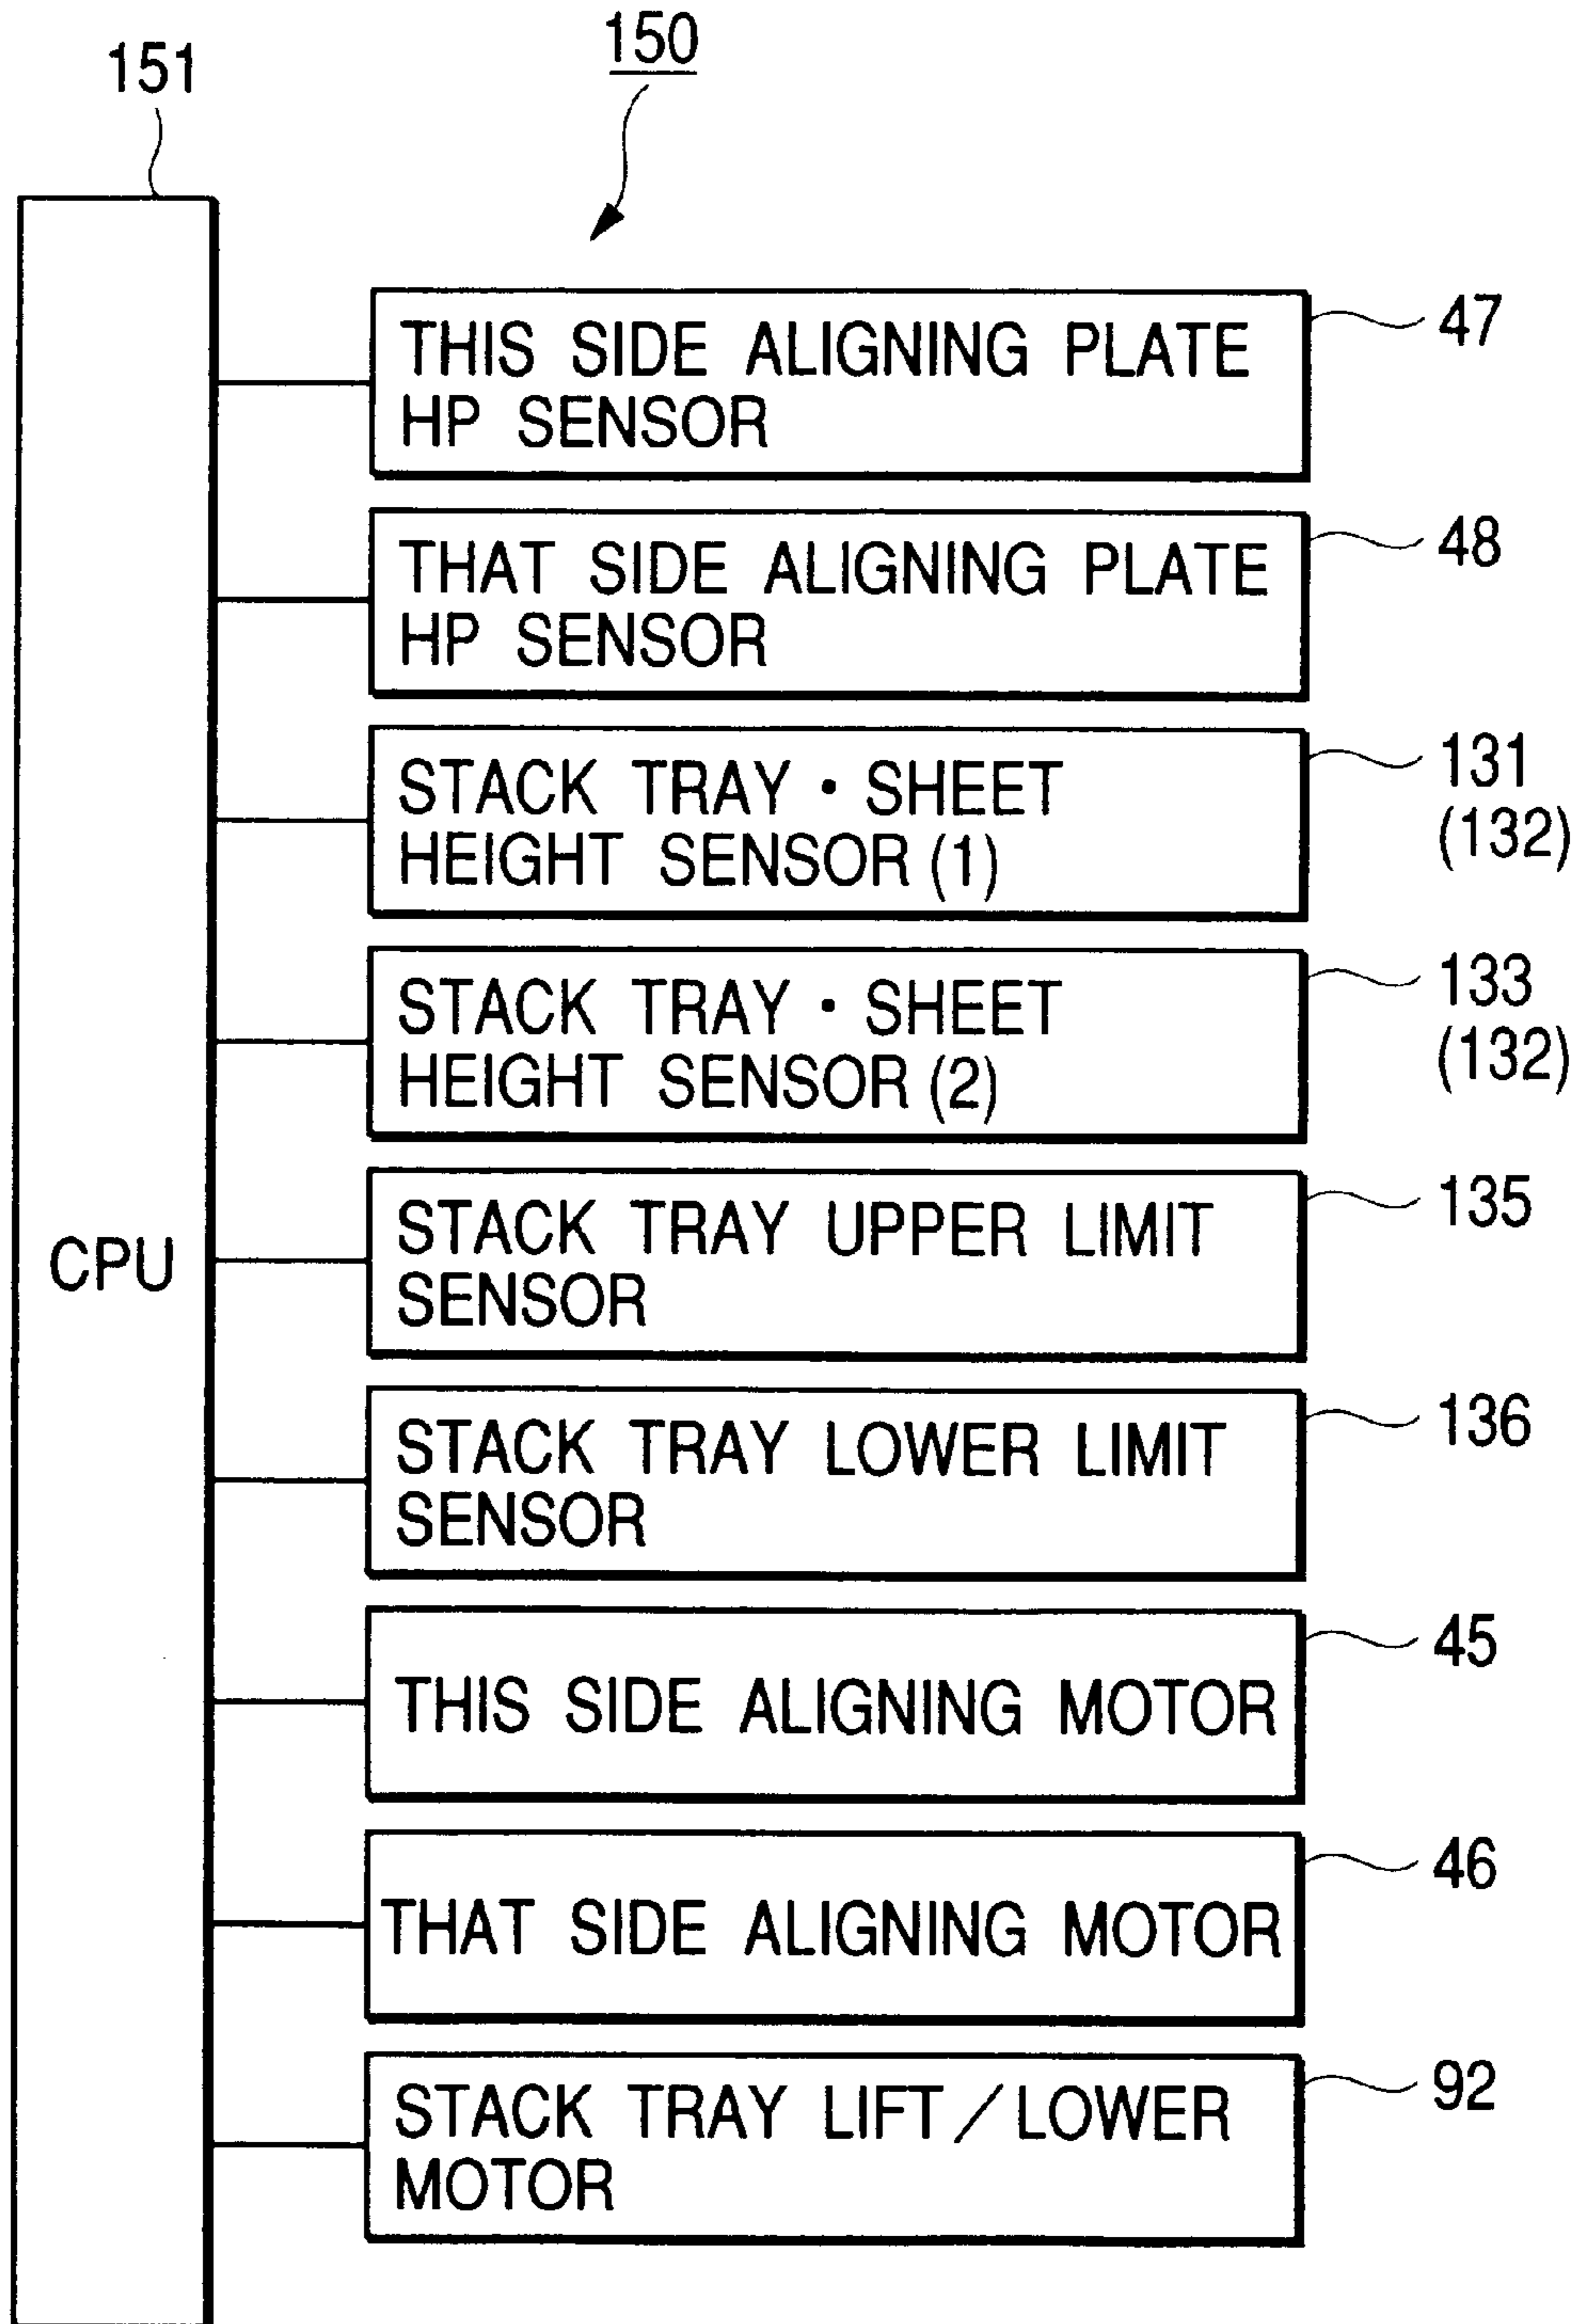 150
151
CPU
THIS SIDE ALIGNING PLATE
HP SENSOR
47
THAT SIDE ALIGNING PLATE
HP SENSOR
48
STACK TRAY・SHEET
HEIGHT SENSOR (1)
131
(132)
STACK TRAY・SHEET
HEIGHT SENSOR (2)
133
(132)
STACK TRAY UPPER LIMIT
SENSOR
135
STACK TRAY LOWER LIMIT
SENSOR
136
THIS SIDE ALIGNING MOTOR
45
THAT SIDE ALIGNING MOTOR
46
STACK TRAY LIFT/LOWER
MOTOR
92